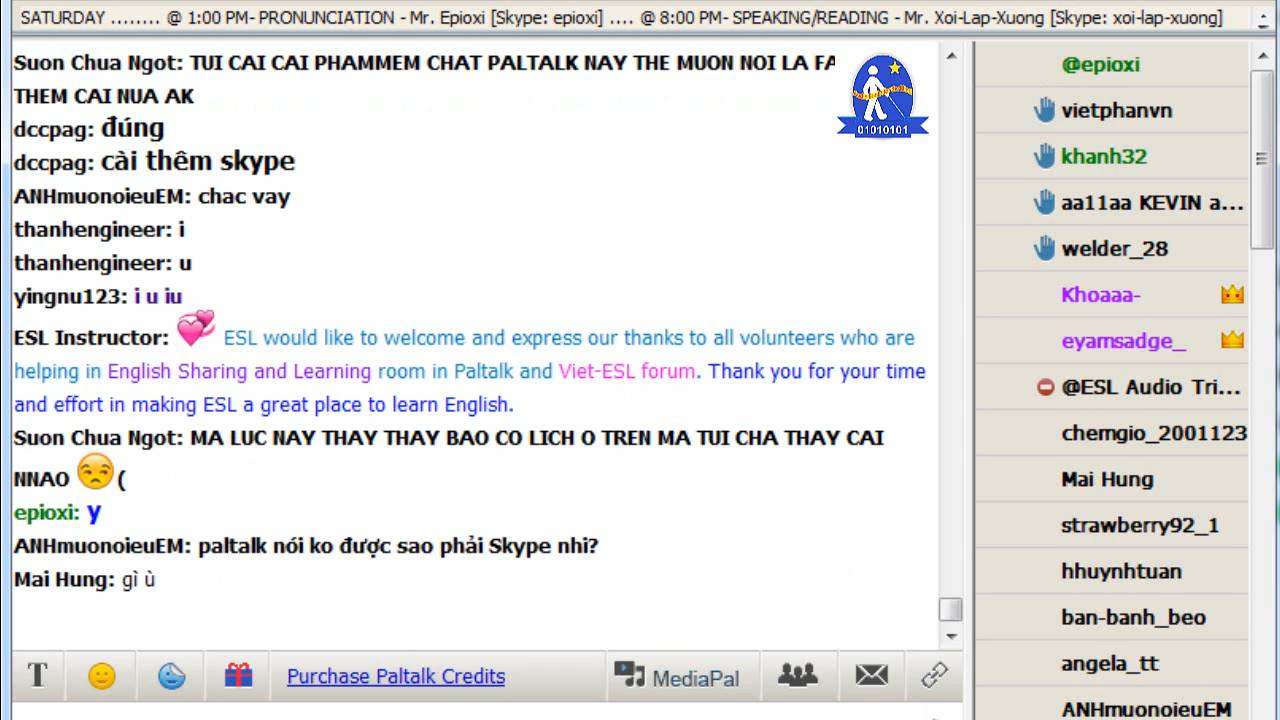 SATURDAY ........ @ 1:00 PM- PRONUNCIATION - Mr. Epioxi [Skype: epioxi] .... @ 8:00 PM- SPEAKING/READING - Mr. Xoi-Lap-Xuong [Skype: xoi-lap-xuong]
Suon Chua Ngot: TUI CAI CAI PHAMMEM CHAT PALTALK NAY THE MUON NOI LA
THEM CAI NUA AK
dccpag: đúng
dccpag: cài thêm skype
ANHmuonoieuEM: chac vay
thanhengineer: i
thanhengineer: u
yingnu123: i u iu
ESL Instructor: ESL would like to welcome and express our thanks to all volunteers who are
helping in English Sharing and Learning room in Paltalk and Viet-ESL forum. Thank you for your time
and effort in making ESL a great place to learn English.
Suon Chua Ngot: MA LUC NAY THAY THAY BAO CO LICH O TREN MA TUI CHA THAY CAI
NNAO (
epioxi: y
ANHmuonoieuEM: paltalk nói ko được sao phải Skype nhi?
Mai Hung: gì ù
01010101
@epioxi
vietphanvn
khanh32
aa11aa KEVIN a...
welder_28
Khoaaa-
eyamsadge_
@ESL Audio Tri...
chemgio_2001123
Mai Hung
strawberry92_1
hhuynhtuan
ban-banh_beo
angela_tt
ANHmuonoieuEM
T
Purchase Paltalk Credits
MediaPal